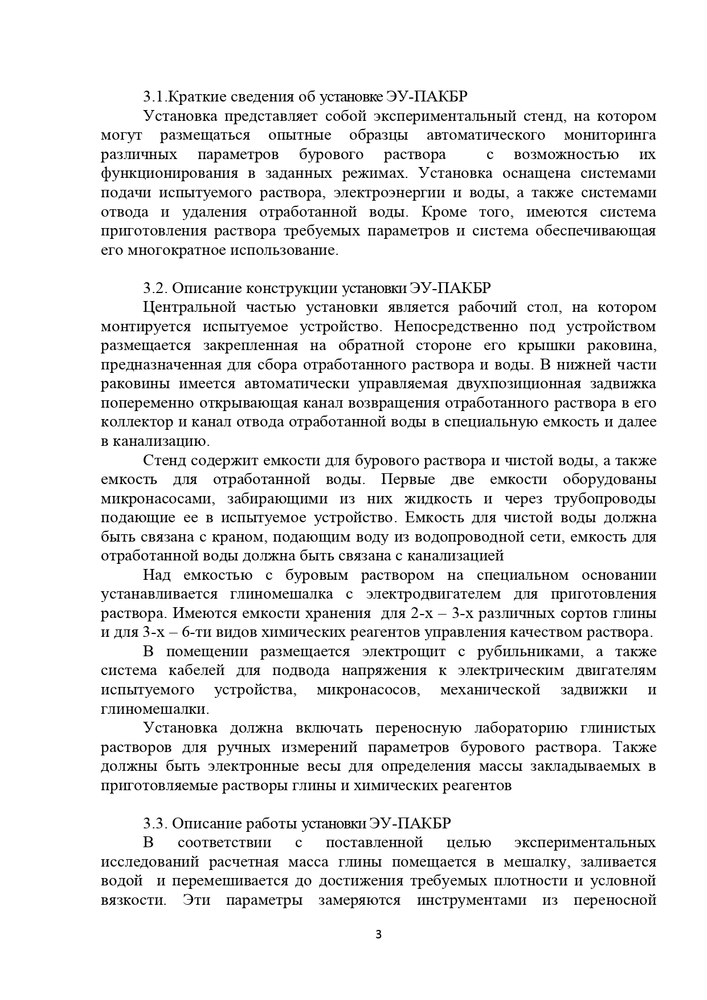 3.1.Краткие сведения об установке ЭУ-ПАКБР
Установка представляет собой экспериментальный стенд, на котором
могут размещаться опытные образцы автоматического мониторинга
различных параметров бурового раствора с возможностью их
функционирования в заданных режимах. Установка оснащена системами
подачи испытуемого раствора, электроэнергии и воды, а также системами
отвода и удаления отработанной воды. Кроме того, имеются система
приготовления раствора требуемых параметров и система обеспечивающая
его многократное использование.
3.2. Описание конструкции установки ЭУ-ПАКБР
Центральной частью установки является рабочий стол, на котором
монтируется испытуемое устройство. Непосредственно под устройством
размещается закрепленная на обратной стороне его крышки раковина,
предназначенная для сбора отработанного раствора и воды. В нижней части
раковины имеется автоматически управляемая двухпозиционная задвижка
попеременно открывающая канал возвращения отработанного раствора в его
коллектор и канал отвода отработанной воды в специальную емкость и далее
в канализацию.
Стенд содержит емкости для бурового раствора и чистой воды, а также
емкость для отработанной воды. Первые две емкости оборудованы
микронасосами, забирающими из них жидкость и через трубопроводы
подающие ее в испытуемое устройство. Емкость для чистой воды должна
быть связана с краном, подающим воду из водопроводной сети, емкость для
отработанной воды должна быть связана с канализацией
Над емкостью с буровым раствором на специальном основании
устанавливается глиномешалка с электродвигателем для приготовления
раствора. Имеются емкости хранения для 2-х – 3-х различных сортов глины
и для 3-х – 6-ти видов химических реагентов управления качеством раствора.
В помещении размещается электрощит с рубильниками, а также
система кабелей для подвода напряжения к электрическим двигателям
испытуемого устройства, микронасосов, механической задвижки и
глиномешалки.
Установка должна включать переносную лабораторию глинистых
растворов для ручных измерений параметров бурового раствора. Также
должны быть электронные весы для определения массы закладываемых в
приготовляемые растворы глины и химических реагентов
3.3. Описание работы установки ЭУ-ПАКБР
В соответствии с поставленной целью экспериментальных
исследований расчетная масса глины помещается в мешалку, заливается
водой и перемешивается до достижения требуемых плотности и условной
вязкости. Эти параметры замеряются инструментами из переносной
3